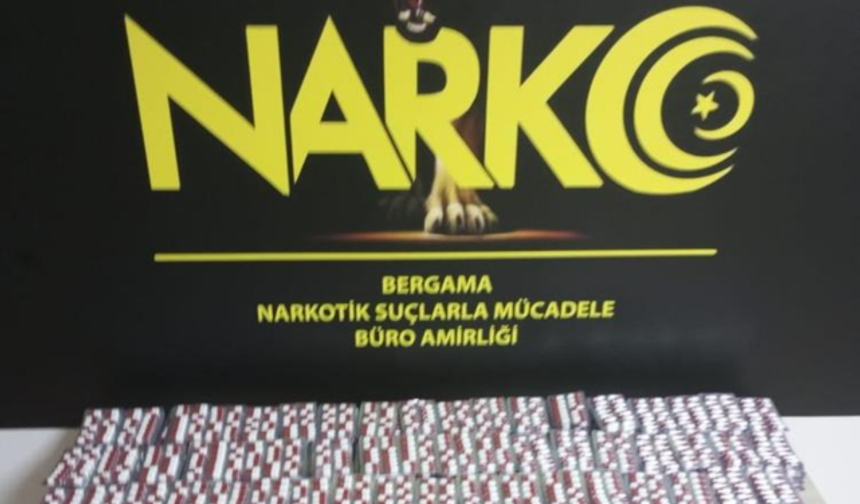 NARKO
BERGAMA
NARKOTİK SUÇLARLA MÜCADELE
BÜRO AMİRLİĞİ